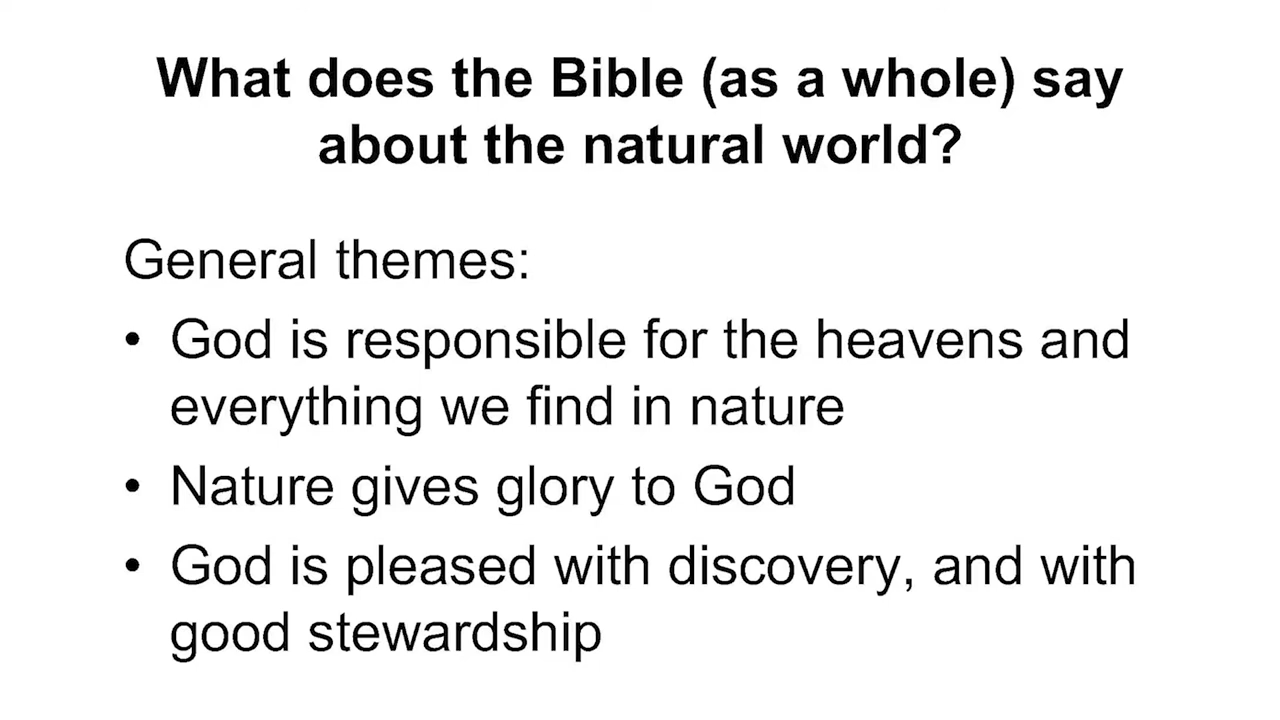 What does the Bible (as a whole) say
about the natural world?
General themes:
• God is responsible for the heavens and
everything we find in nature
• Nature gives glory to God
• God is pleased with discovery, and with
good stewardship